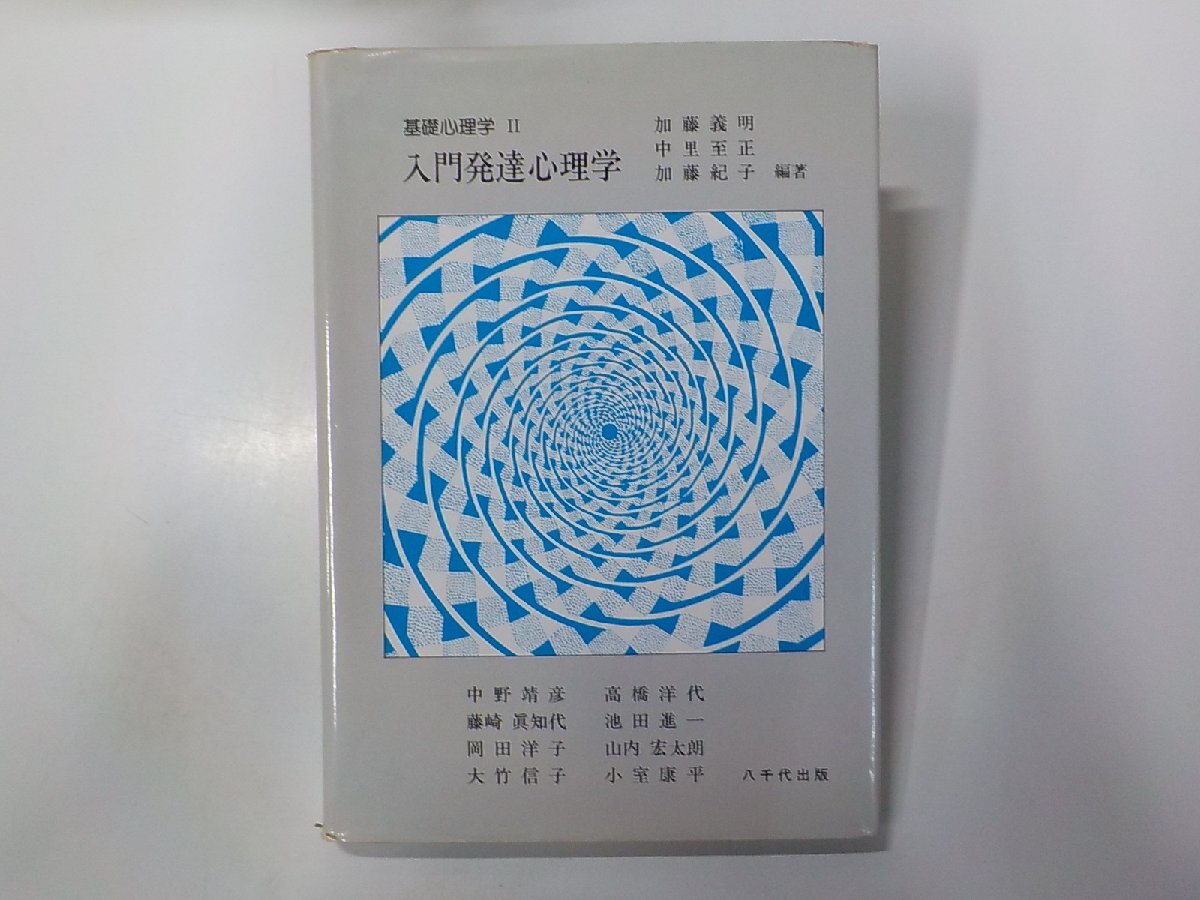 基礎心理学 II
入門発達心理学
加藤義明
中里至正
加藤紀子 編著
中野靖彦 高橋洋代
藤崎眞知代 池田進一
岡田洋子 山内宏太朗
大竹信子 小室康平 八千代出版